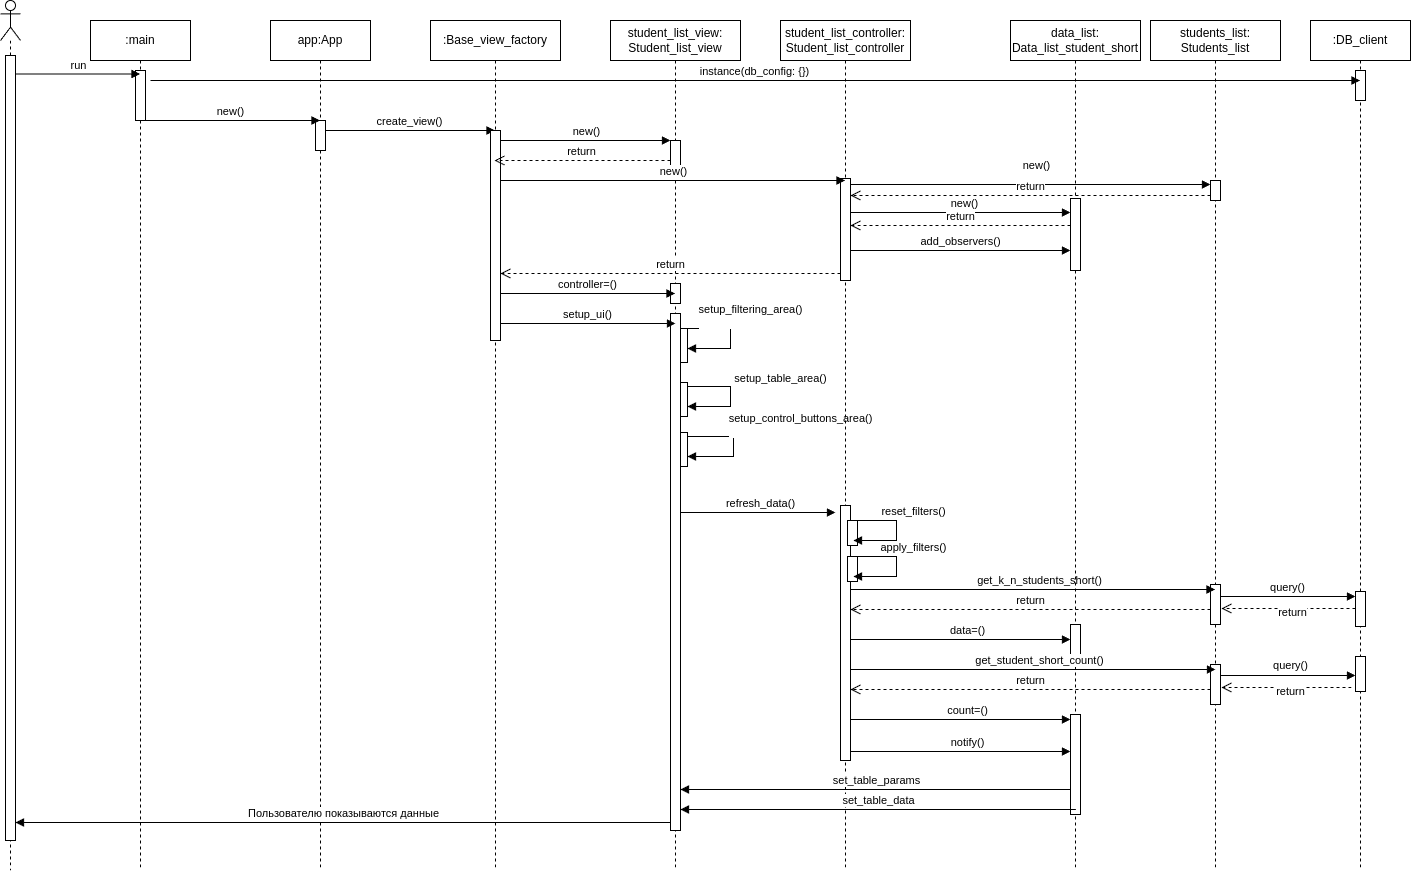 :main
app:App
:Base_view_factory
student_list_view:
Student_list_view
student_list_controller:
Student_list_controller
data_list:
Data_list_student_short
students_list:
Students_list
:DB_client
run
instance(db_config: {})
new()
create_view()
new()
return
new()
new()
return
new()
return
add_observers()
return
controller=()
setup_ui()
setup_filtering_area()
setup_table_area()
setup_control_buttons_area()
refresh_data()
reset_filters()
apply_filters()
get_k_n_students_short()
query()
return
return
data=()
get_student_short_count()
query()
return
return
count=()
notify()
set_table_params
set_table_data
Пользователю показываются данные